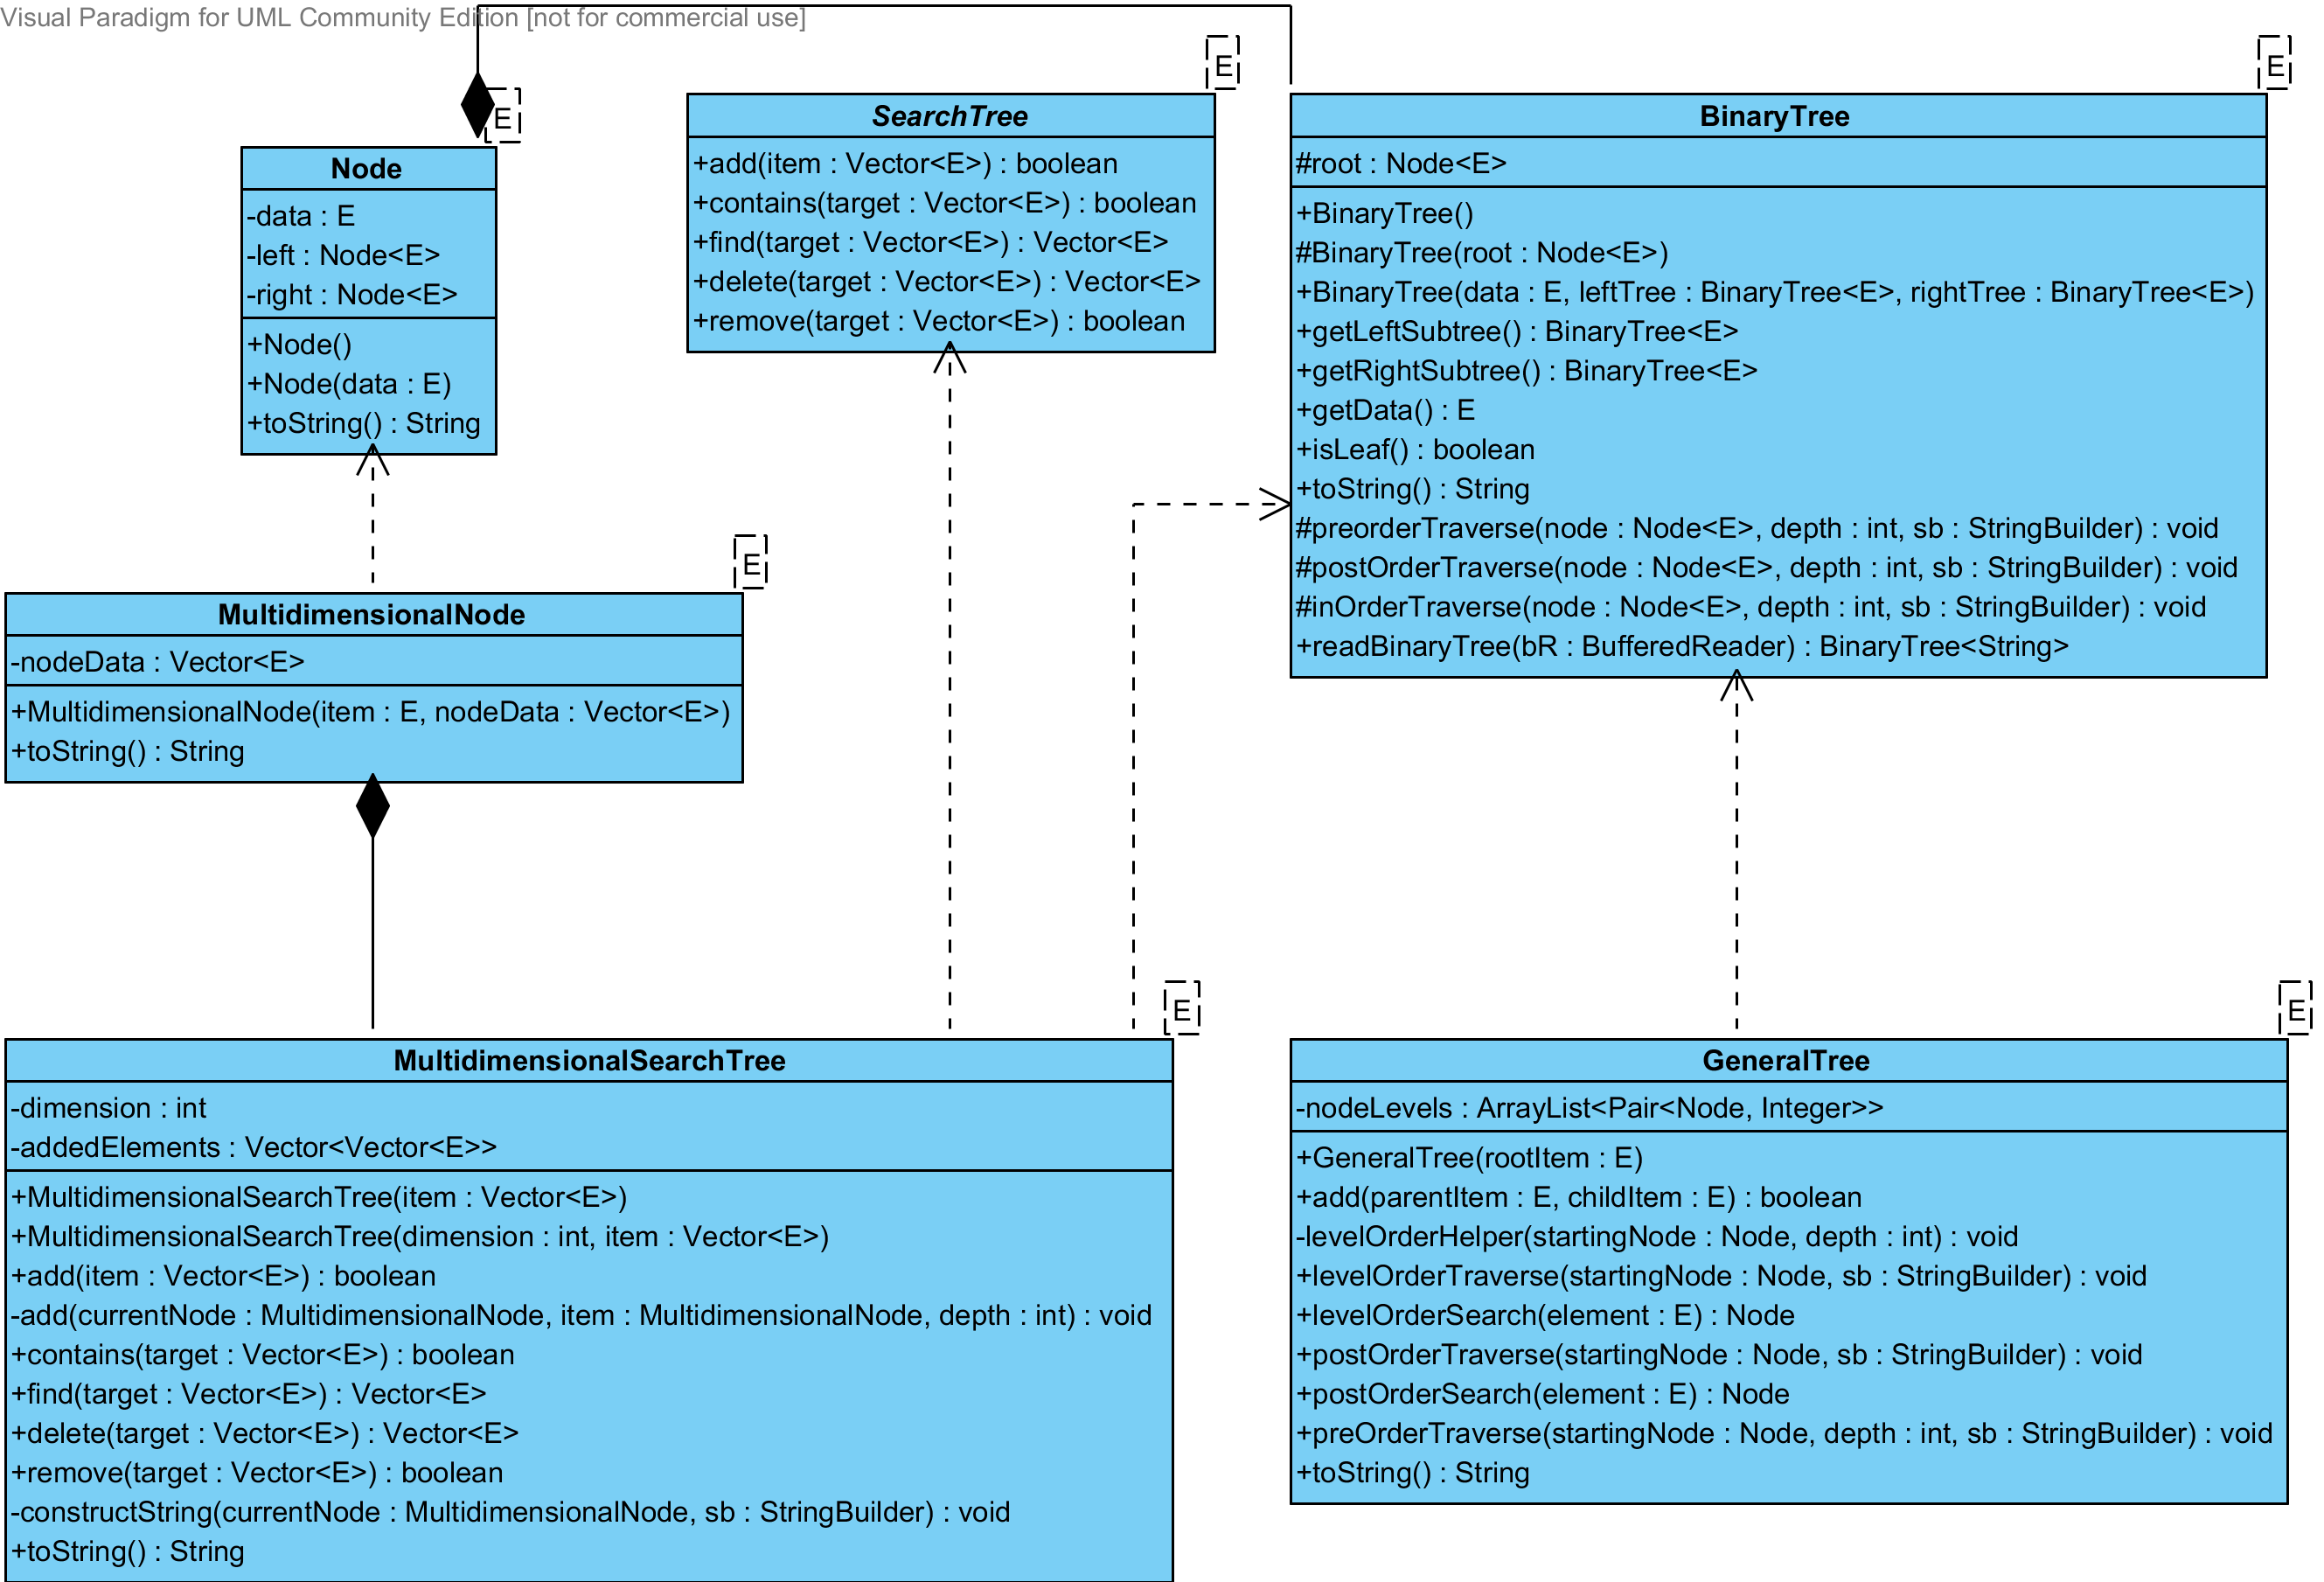 Visual Paradigm for UML Community Edition [not for commercial use]
E
Node
-data : E
-left : Node<E>
-right : Node<E>
+Node()
+Node(data : E)
+toString() : String
E
SearchTree
+add(item : Vector<E>) : boolean
+contains(target : Vector<E>) : boolean
+find(target : Vector<E>) : Vector<E>
+delete(target : Vector<E>) : Vector<E>
+remove(target : Vector<E>) : boolean
E
BinaryTree
#root : Node<E>
+BinaryTree()
#BinaryTree(root : Node<E>)
+BinaryTree(data : E, leftTree : BinaryTree<E>, rightTree : BinaryTree<E>)
+getLeftSubtree() : BinaryTree<E>
+getRightSubtree() : BinaryTree<E>
+getData() : E
+isLeaf() : boolean
+toString() : String
#preorderTraverse(node : Node<E>, depth : int, sb : StringBuilder) : void
#postOrderTraverse(node : Node<E>, depth : int, sb : StringBuilder) : void
#inOrderTraverse(node : Node<E>, depth : int, sb : StringBuilder) : void
+readBinaryTree(bR : BufferedReader) : BinaryTree<String>
E
MultidimensionalNode
-nodeData : Vector<E>
+MultidimensionalNode(item : E, nodeData : Vector<E>)
+toString() : String
E
MultidimensionalSearchTree
-dimension : int
-addedElements : Vector<Vector<E>>
+MultidimensionalSearchTree(item : Vector<E>)
+MultidimensionalSearchTree(dimension : int, item : Vector<E>)
+add(item : Vector<E>) : boolean
-add(currentNode : MultidimensionalNode, item : MultidimensionalNode, depth : int) : void
+contains(target : Vector<E>) : boolean
+find(target : Vector<E>) : Vector<E>
+delete(target : Vector<E>) : Vector<E>
+remove(target : Vector<E>) : boolean
-constructString(currentNode : MultidimensionalNode, sb : StringBuilder) : void
+toString() : String
E
GeneralTree
-nodeLevels : ArrayList<Pair<Node, Integer>>
+GeneralTree(rootItem : E)
+add(parentItem : E, childItem : E) : boolean
-levelOrderHelper(startingNode : Node, depth : int) : void
+levelOrderTraverse(startingNode : Node, sb : StringBuilder) : void
+levelOrderSearch(element : E) : Node
+postOrderTraverse(startingNode : Node, sb : StringBuilder) : void
+postOrderSearch(element : E) : Node
+preOrderTraverse(startingNode : Node, depth : int, sb : StringBuilder) : void
+toString() : String